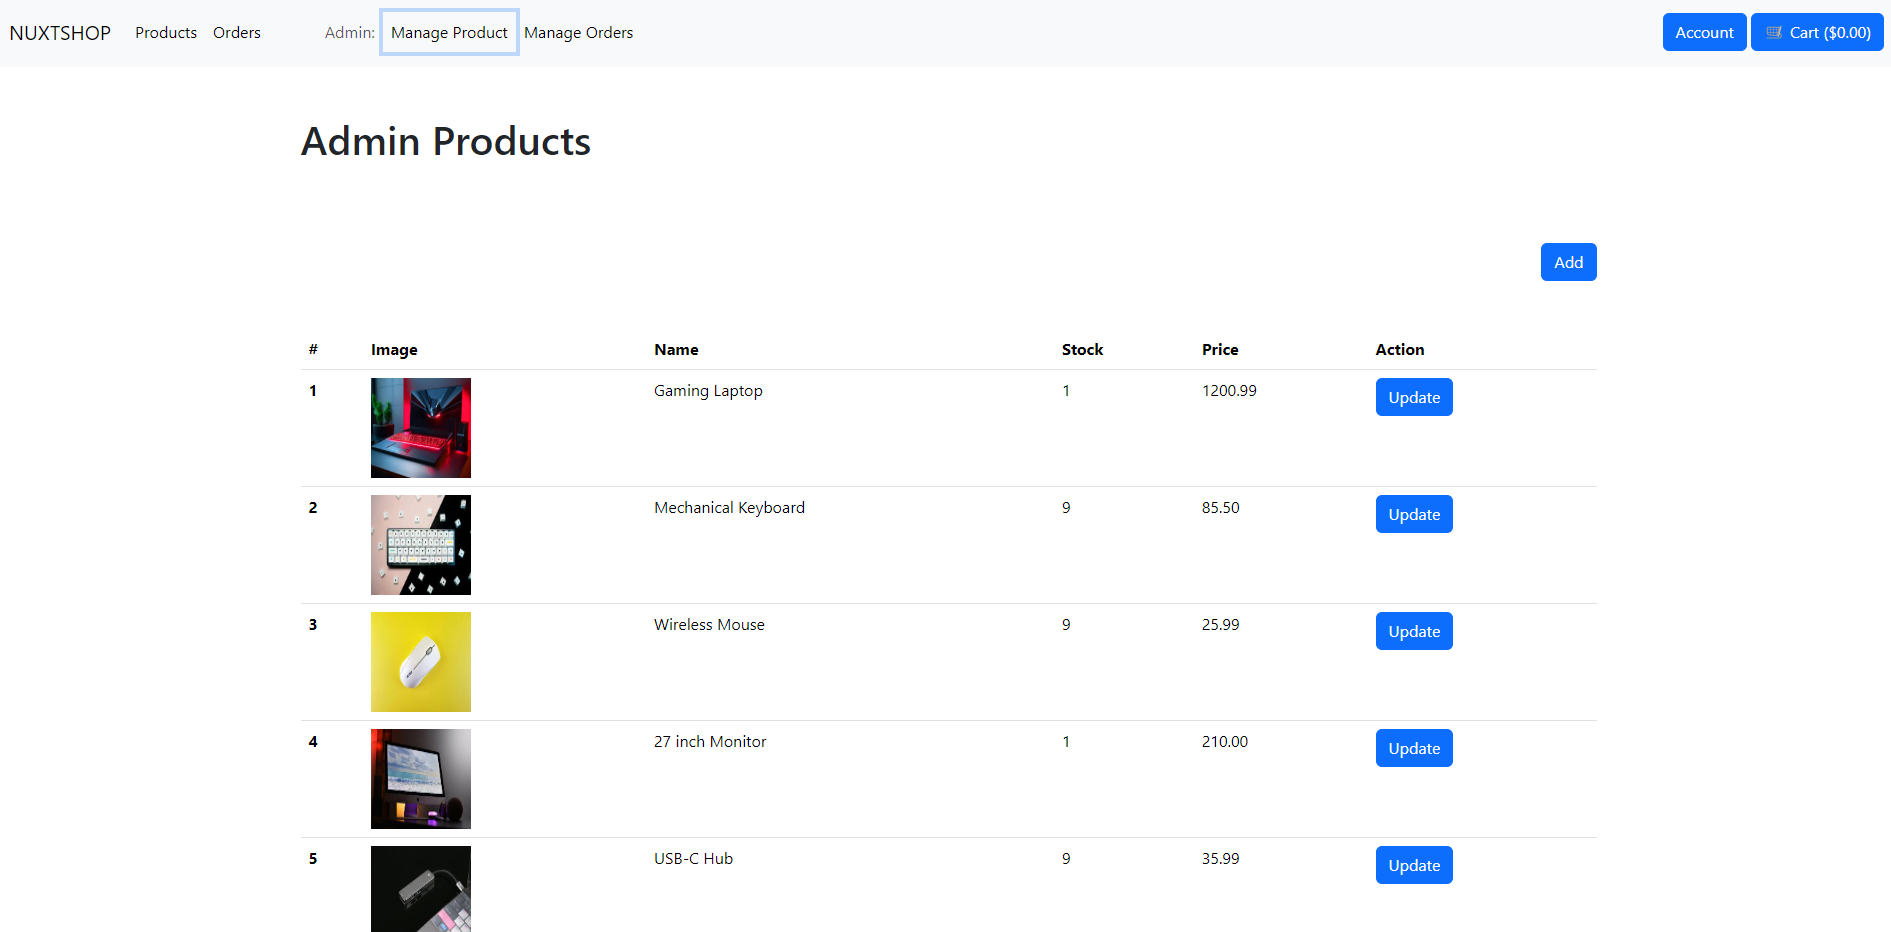 NUXTSHOP Products Orders Admin: Manage Product Manage Orders Account Cart ($0.00)
Admin Products
Add
# Image Name Stock Price Action
1 Gaming Laptop 1 1200.99 Update
2 Mechanical Keyboard 9 85.50 Update
3 Wireless Mouse 9 25.99 Update
4 27 inch Monitor 1 210.00 Update
5 USB-C Hub 9 35.99 Update